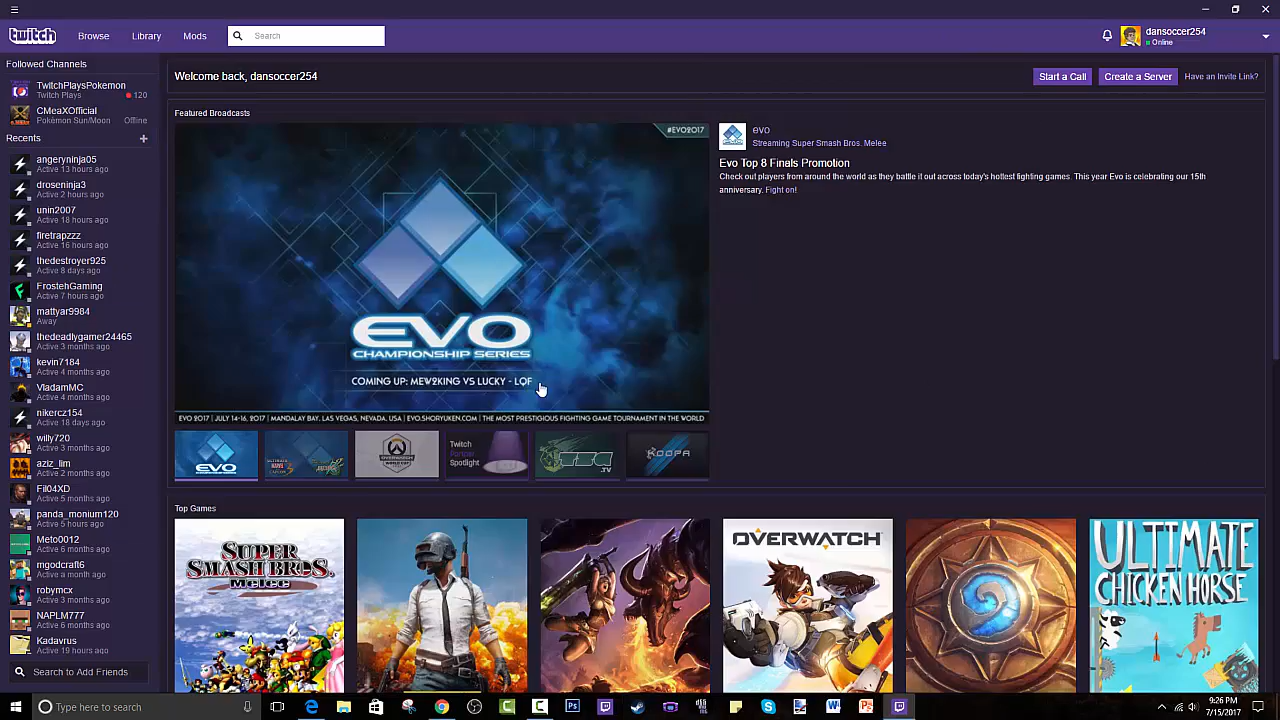 twitch Browse Library Mods Search dansoccer254
Online
Followed Channels
TwitchPlaysPokemon
Twitch Plays 120
CMeaXOfficial
Pokémon Sun/Moon Offline
Recents +
angeryninja05
Active 13 hours ago
droseninja3
Active 2 hours ago
unin2007
Active 18 hours ago
firetrapzzz
Active 16 hours ago
thedestroyer925
Active 8 days ago
FrostehGaming
Active 7 hours ago
mattyar9984
Away
thedeadlygamer24465
Active 3 months ago
kevin7184
Active 4 months ago
VladamMC
Active 2 months ago
nikercz154
Active 18 days ago
willy720
Active 3 months ago
aziz_lim
Active 2 months ago
Fil04XD
Active 5 months ago
panda_monium120
Active 5 hours ago
Meto0012
Active 6 months ago
mgodcraft6
Active a month ago
robymcx
Active 3 months ago
NAPLM777
Active 6 months ago
Kadavrus
Active 19 hours ago
Search to Add Friends
Welcome back, dansoccer254 Start a Call Create a Server Have an Invite Link?
Featured Broadcasts
#EVO2017
EVO
CHAMPIONSHIP SERIES
COMING UP: MEW2KING VS LUCKY - LQF
EVO 2017 | JULY 14-16, 2017 | MANDALAY BAY, LAS VEGAS, NEVADA, USA | EVO.SHORYUKEN.COM | THE MOST PRESTIGIOUS FIGHTING GAME TOURNAMENT IN THE WORLD
evo
Streaming Super Smash Bros. Melee
Evo Top 8 Finals Promotion
Check out players from around the world as they battle it out across today's hottest fighting games. This year Evo is celebrating our 15th
anniversary. Fight on!
EVO
Twitch
Partner
Spotlight
.TV
KOOPA
Top Games
SUPER
SMASH BROS.
Melee
OVERWATCH
ULTIMATE
CHICKEN HORSE
Type here to search
9:26 PM
7/15/2017